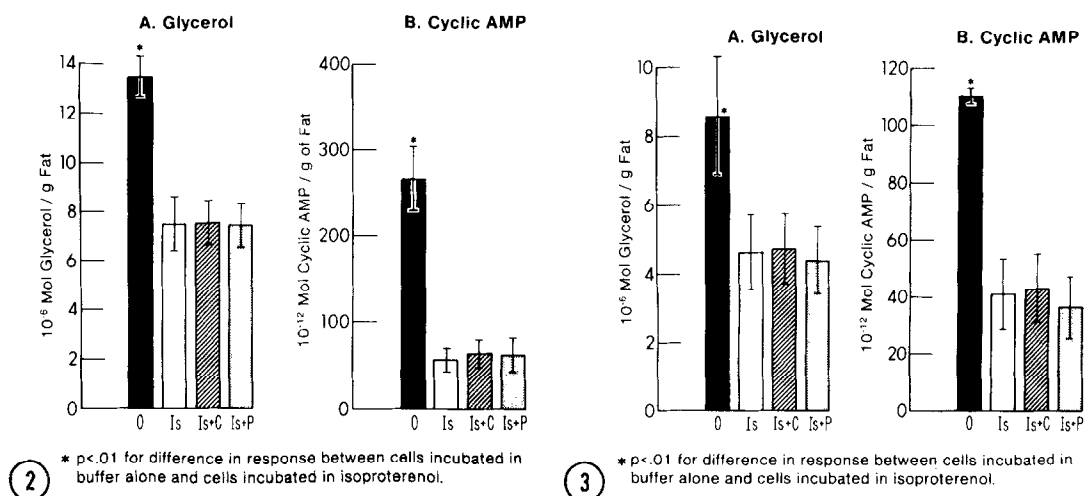 A. Glycerol
10⁻⁶ Mol Glycerol / g Fat
14
12
10
8
6
4
2
0
*
O Is Is+C Is+P
B. Cyclic AMP
10⁻¹² Mol Cyclic AMP / g of Fat
400
300
200
100
0
*
O Is Is+C Is+P
2
* p<.01 for difference in response between cells incubated in
buffer alone and cells incubated in isoproterenol.
A. Glycerol
10⁻⁶ Mol Glycerol / g Fat
10
8
6
4
2
0
*
O Is Is+C Is+P
B. Cyclic AMP
10⁻¹² Mol Cyclic AMP / g Fat
120
100
80
60
40
20
0
*
O Is Is+C Is+P
3
* p<.01 for difference in response between cells incubated in
buffer alone and cells incubated in isoproterenol.